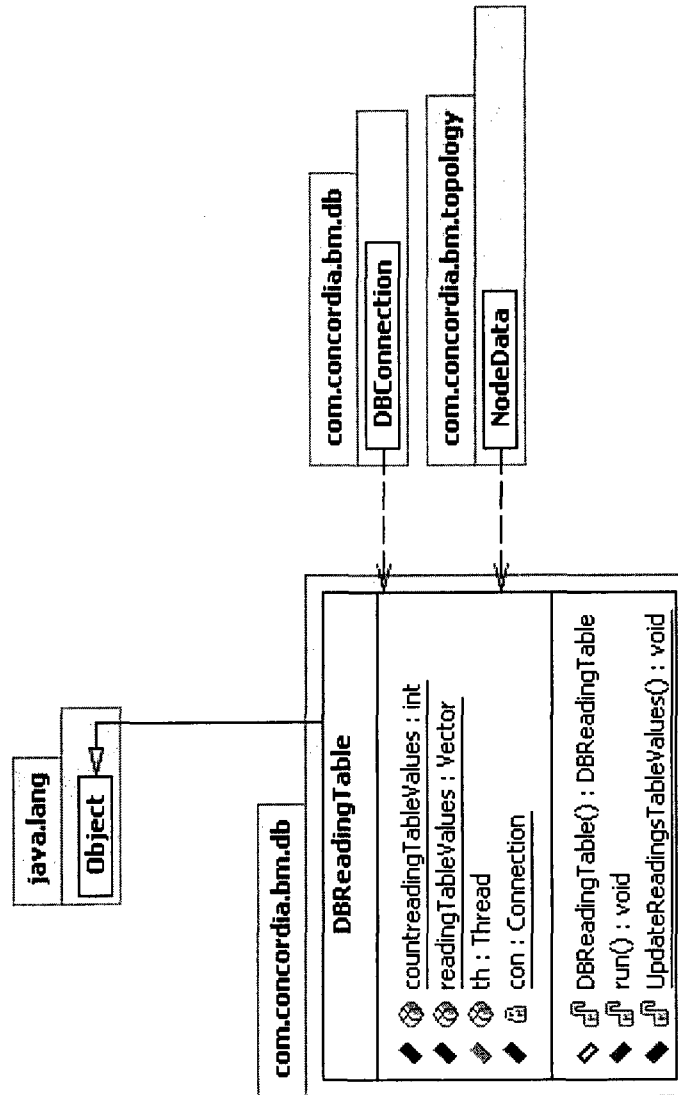 java.lang
Object
com.concordia.bm.db
DBReadingTable
countreadingTableValues : int
readingTableValues : Vector
th : Thread
con : Connection
DBReadingTable() : DBReadingTable
run() : void
UpdateReadingsTableValues() : void
com.concordia.bm.db
DBConnection
com.concordia.bm.topology
NodeData